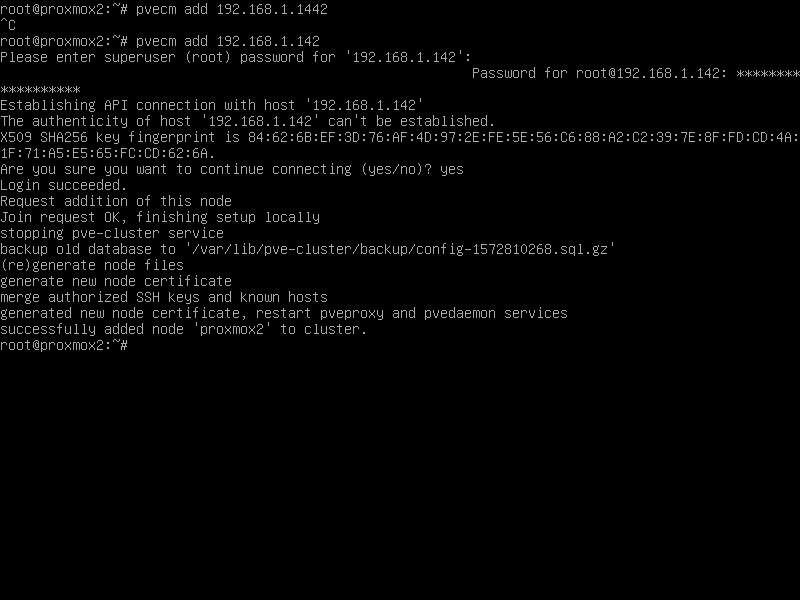 root@proxmox2:~# pvecm add 192.168.1.1442
^C
root@proxmox2:~# pvecm add 192.168.1.142
Please enter superuser (root) password for '192.168.1.142':
Password for root@192.168.1.142: ********
**********
Establishing API connection with host '192.168.1.142'
The authenticity of host '192.168.1.142' can't be established.
X509 SHA256 key fingerprint is 84:62:6B:EF:3D:76:AF:4D:97:2E:FE:5E:56:C6:88:A2:C2:39:7E:8F:FD:CD:4A:
1F:71:A5:E5:65:FC:CD:62:6A.
Are you sure you want to continue connecting (yes/no)? yes
Login succeeded.
Request addition of this node
Join request OK, finishing setup locally
stopping pve-cluster service
backup old database to '/var/lib/pve-cluster/backup/config-1572810268.sql.gz'
(re)generate node files
generate new node certificate
merge authorized SSH keys and known hosts
generated new node certificate, restart pveproxy and pvedaemon services
successfully added node 'proxmox2' to cluster.
root@proxmox2:~#